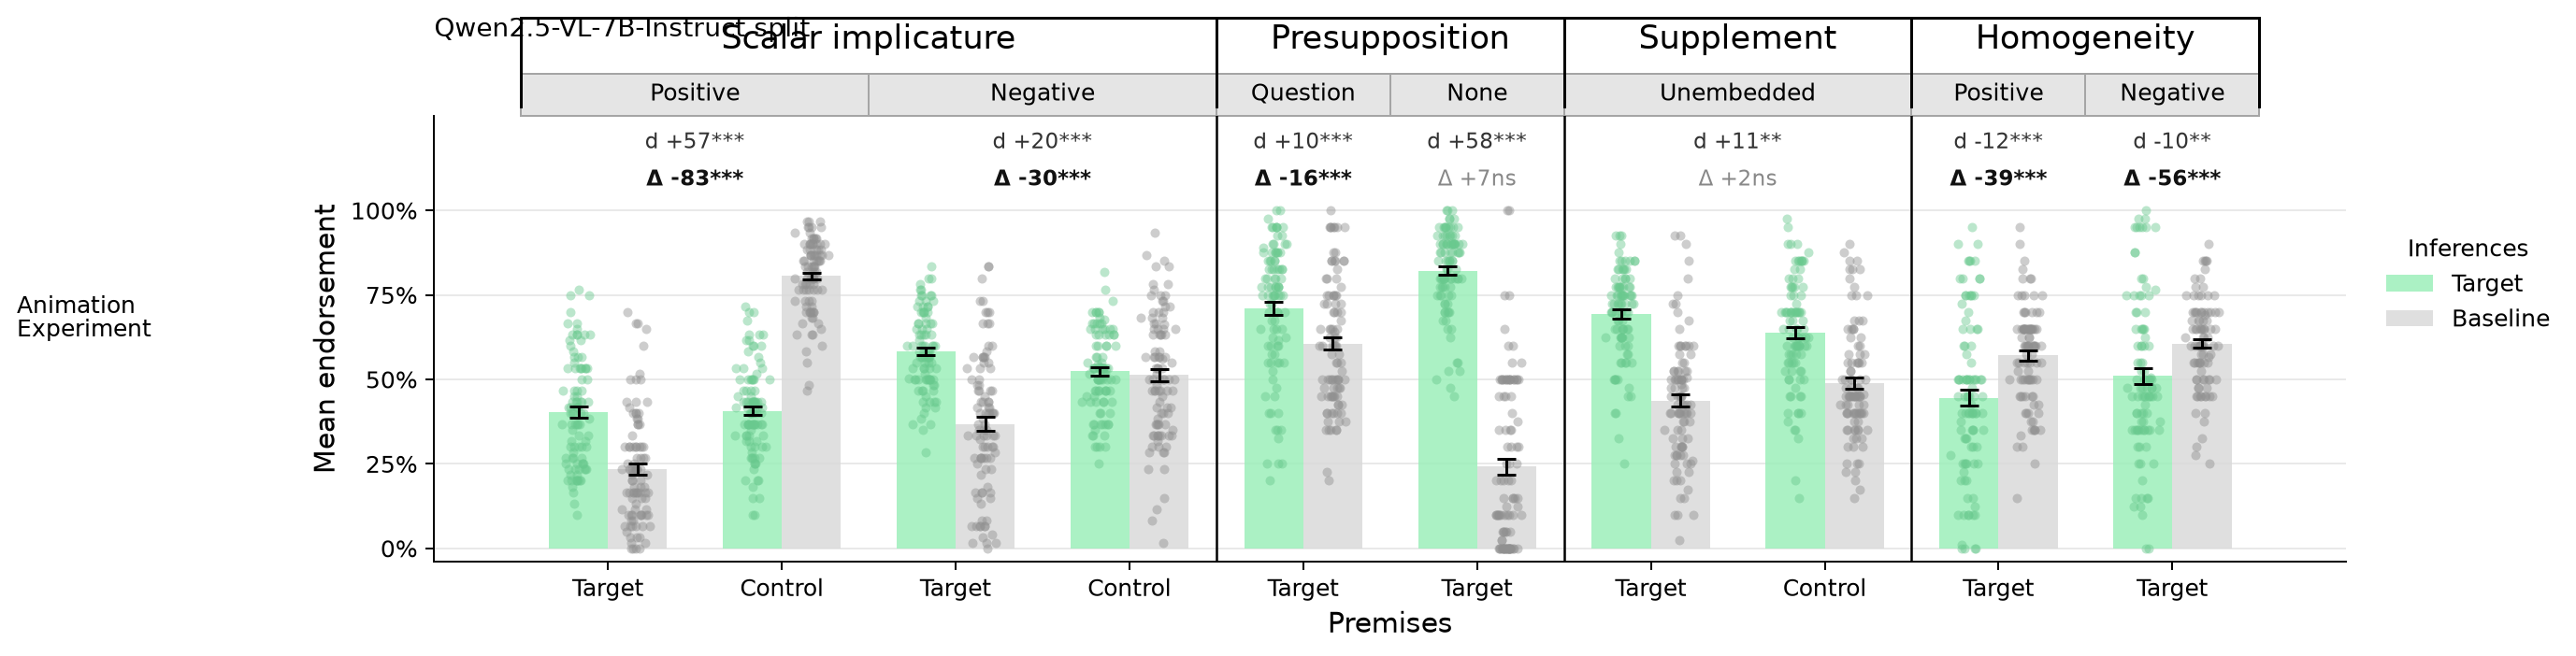 Qwen2.5-VL-7B-Instruct split
Scalar implicature Presupposition Supplement Homogeneity
Positive Negative Question None Unembedded Positive Negative
d +57*** d +20*** d +10*** d +58*** d +11** d -12*** d -10**
Δ -83*** Δ -30*** Δ -16*** Δ +7ns Δ +2ns Δ -39*** Δ -56***
Animation
Experiment
Mean endorsement
100%
75%
50%
25%
0%
Target Control Target Control Target Target Target Control Target Target
Premises
Inferences
Target
Baseline